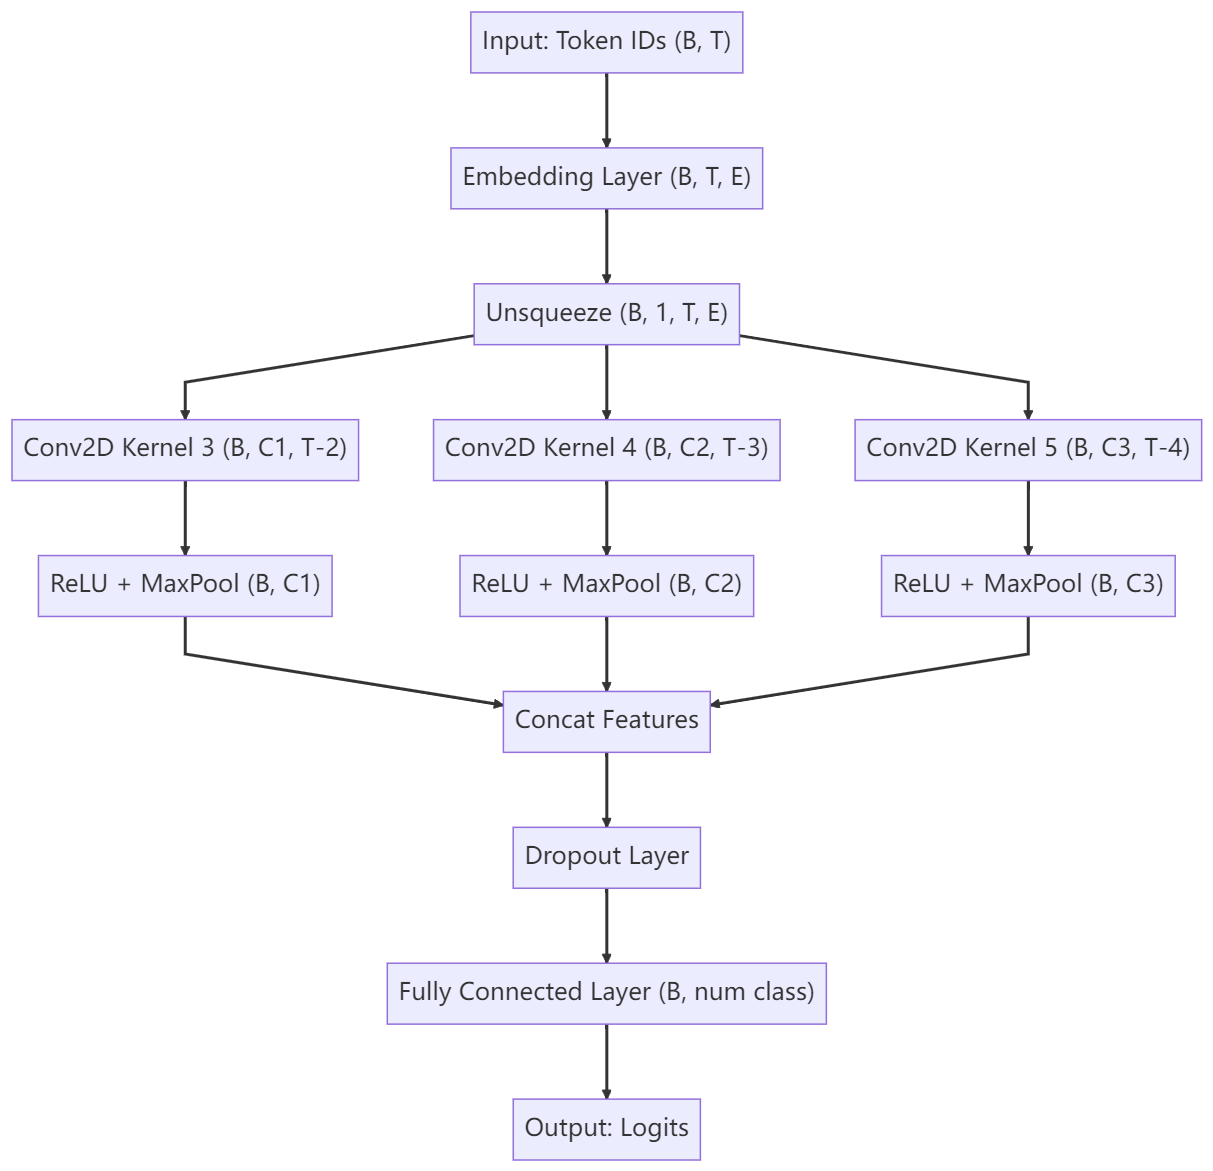 Input: Token IDs (B, T)
Embedding Layer (B, T, E)
Unsqueeze (B, 1, T, E)
Conv2D Kernel 3 (B, C1, T-2)
Conv2D Kernel 4 (B, C2, T-3)
Conv2D Kernel 5 (B, C3, T-4)
ReLU + MaxPool (B, C1)
ReLU + MaxPool (B, C2)
ReLU + MaxPool (B, C3)
Concat Features
Dropout Layer
Fully Connected Layer (B, num class)
Output: Logits